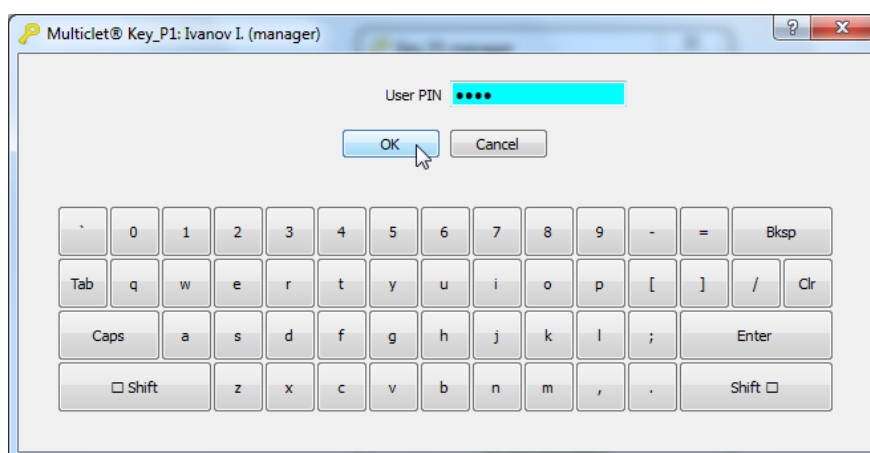 Multiclet® Key_P1: Ivanov I. (manager)
User PIN ●●●●
OK Cancel
` 0 1 2 3 4 5 6 7 8 9 - = Bksp
Tab q w e r t y u i o p [ ] / Clr
Caps a s d f g h j k l ; Enter
☐ Shift z x c v b n m , . Shift ☐